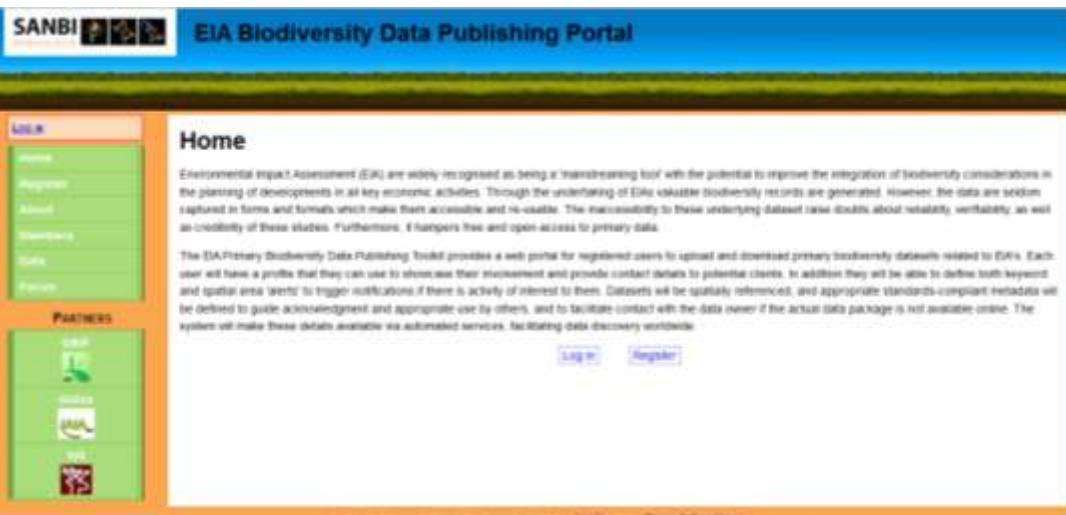 SANBI
EIA Biodiversity Data Publishing Portal
Log in
Home
Register
About
Members
Data
Forum
PARTNERS
GBIF
Home
Environmental Impact Assessment (EIA) are widely recognised as being a 'mainstreaming tool' with the potential to improve the integration of biodiversity considerations in
the planning of developments in all key economic activities. Through the undertaking of EIAs valuable biodiversity records are generated. However, the data are seldom
captured in forms and formats which make them accessible and re-usable. The inaccessibility to these underlying dataset raise doubts about reliability, verifiability, as well
as credibility of these studies. Furthermore, it hampers free and open access to primary data.
The EIA Primary Biodiversity Data Publishing Toolkit provides a web portal for registered users to upload and download primary biodiversity datasets related to EIA's. Each
user will have a profile that they can use to showcase their involvement and provide contact details to potential clients. In addition they will be able to define both keyword
and spatial area 'alerts' to trigger notifications if there is activity of interest to them. Datasets will be spatially referenced, and appropriate standards-compliant metadata will
be defined to guide acknowledgment and appropriate use by others, and to facilitate contact with the data owner if the actual data package is not available online. The
system will make these details available via automated services, facilitating data discovery worldwide.
Log in Register